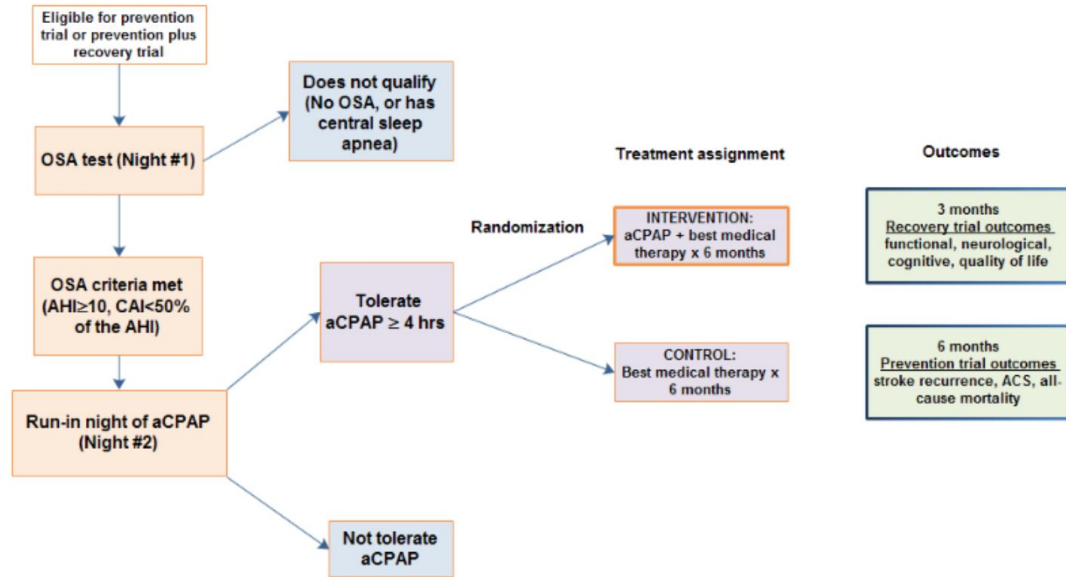 Eligible for prevention
trial or prevention plus
recovery trial
Does not qualify
(No OSA, or has
central sleep
apnea)
OSA test (Night #1)
Treatment assignment
Outcomes
Randomization
INTERVENTION:
aCPAP + best medical
therapy x 6 months
3 months
Recovery trial outcomes
functional, neurological,
cognitive, quality of life
OSA criteria met
(AHI≥10, CAI<50%
of the AHI)
Tolerate
aCPAP ≥ 4 hrs
CONTROL:
Best medical therapy x
6 months
6 months
Prevention trial outcomes
stroke recurrence, ACS, all-
cause mortality
Run-in night of aCPAP
(Night #2)
Not tolerate
aCPAP